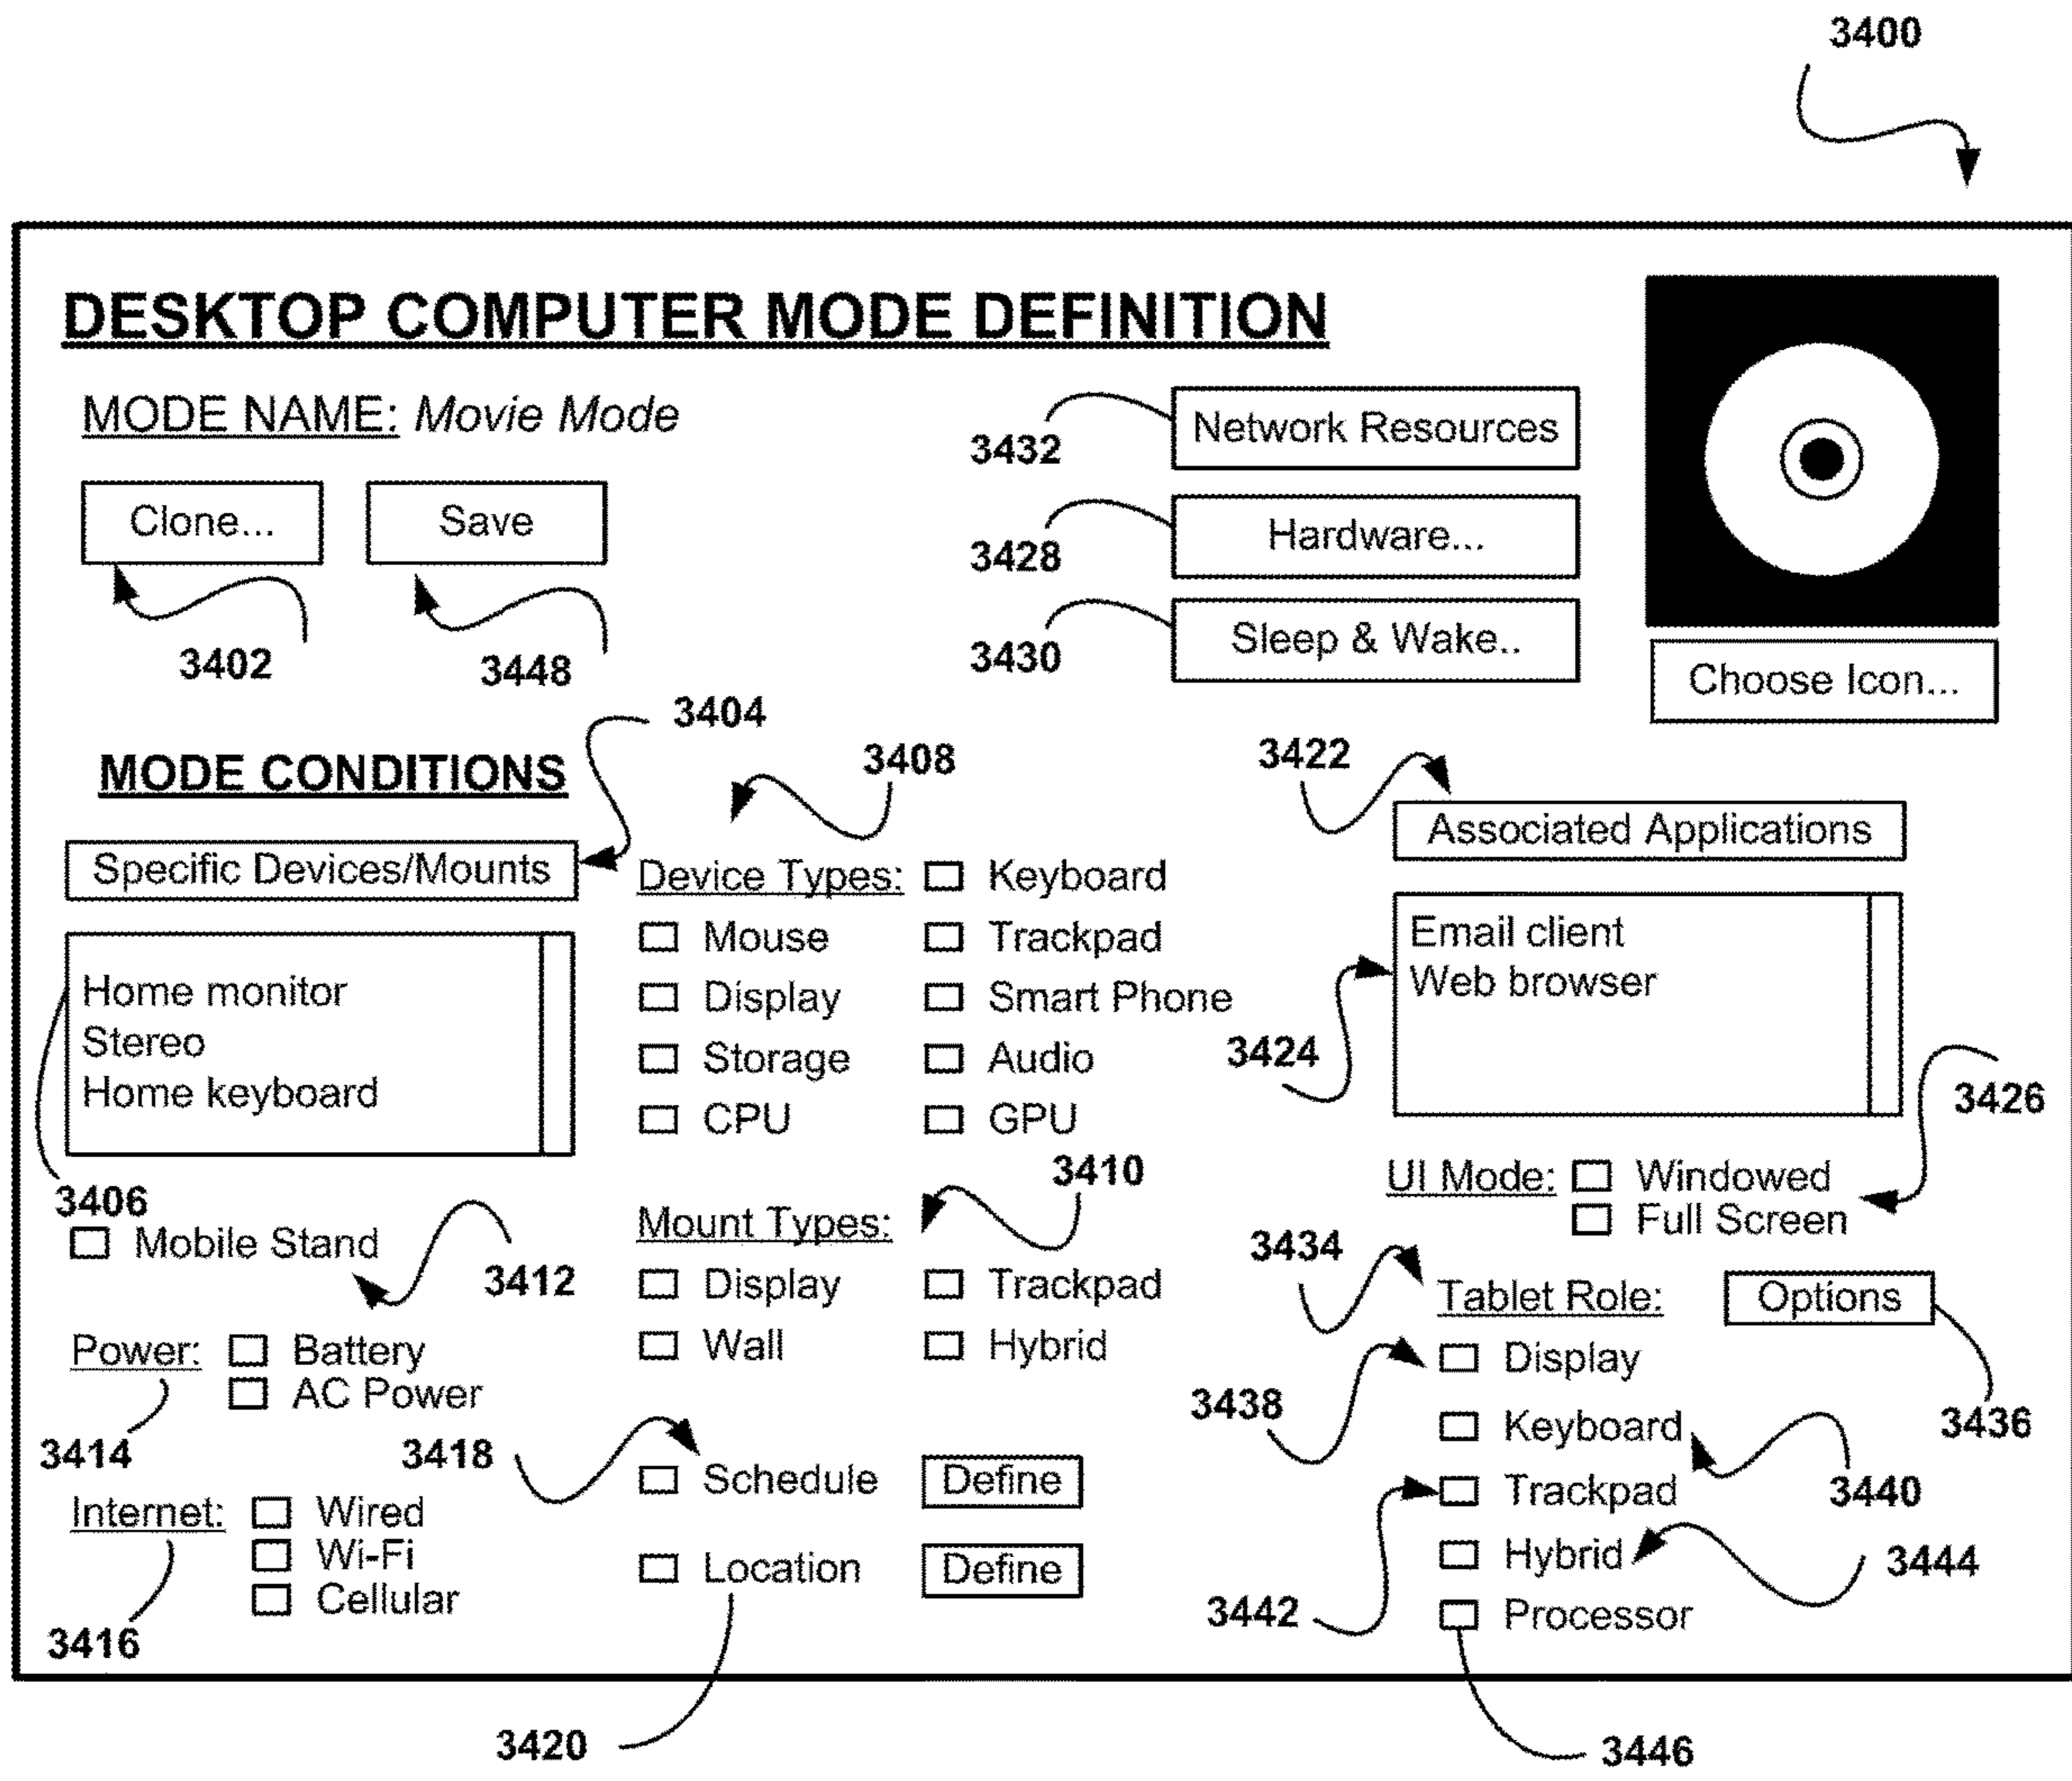 3400
DESKTOP COMPUTER MODE DEFINITION
MODE NAME: Movie Mode
Clone...
Save
3402
3448
3432
Network Resources
3428
Hardware...
3430
Sleep & Wake..
Choose Icon...
MODE CONDITIONS
3404
Specific Devices/Mounts
Home monitor
Stereo
Home keyboard
3406
Mobile Stand
3412
Power:
Battery
AC Power
3414
Internet:
Wired
Wi-Fi
Cellular
3416
3408
Device Types:
Keyboard
Mouse
Trackpad
Display
Smart Phone
Storage
Audio
CPU
GPU
3410
Mount Types:
Display
Trackpad
Wall
Hybrid
3418
Schedule
Define
Location
Define
3420
3422
Associated Applications
Email client
Web browser
3424
3426
UI Mode:
Windowed
Full Screen
3434
Tablet Role:
Options
3436
Display
3438
Keyboard
3440
Trackpad
3442
Hybrid
3444
Processor
3446